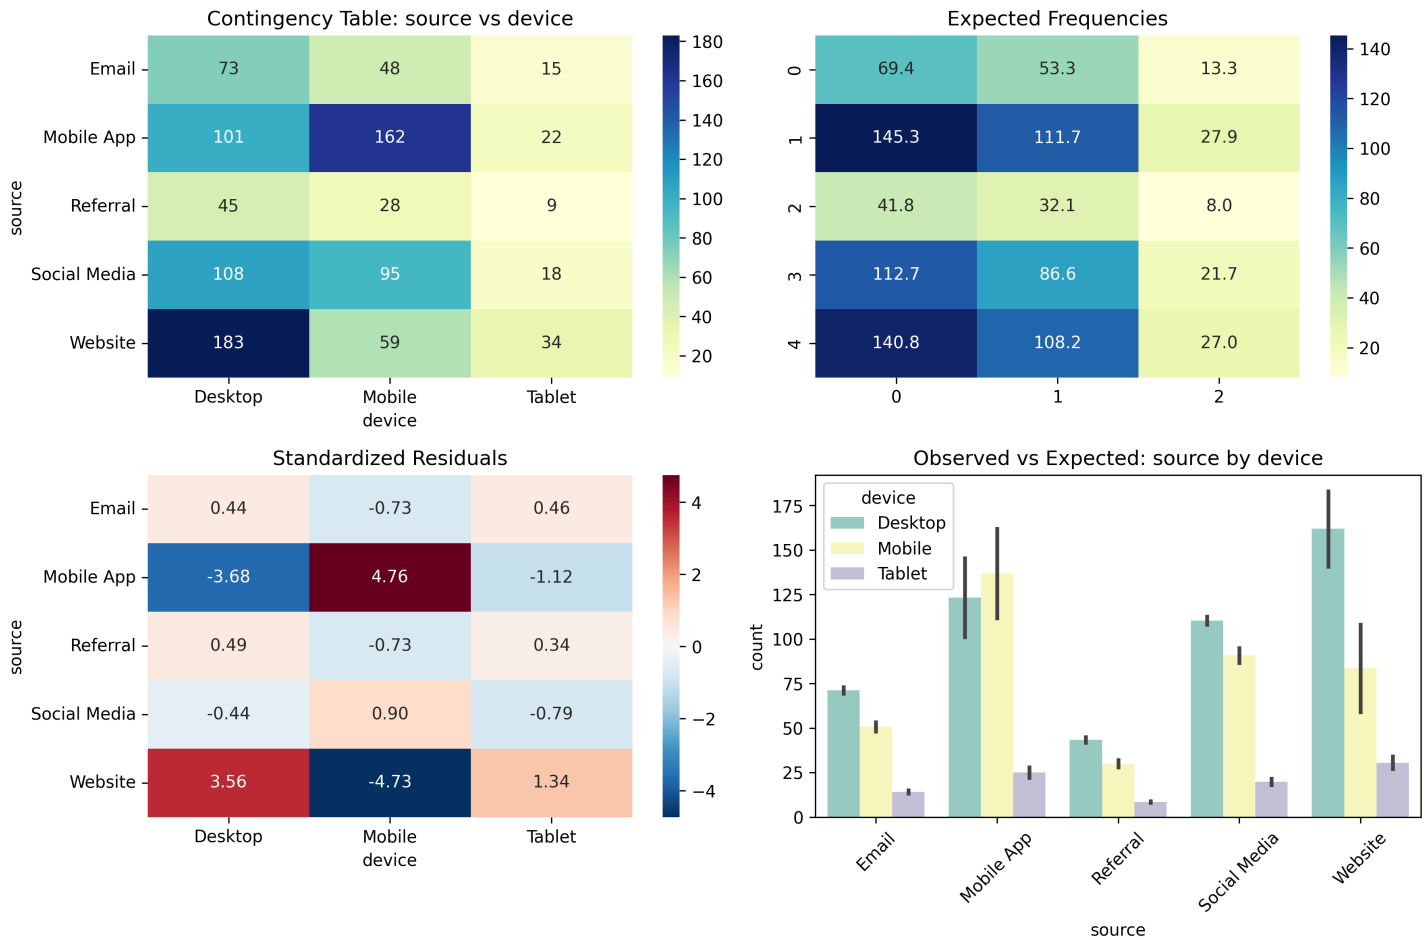 Contingency Table: source vs device
source
Email 73 48 15
Mobile App 101 162 22
Referral 45 28 9
Social Media 108 95 18
Website 183 59 34
Desktop Mobile Tablet
device
180
160
140
120
100
80
60
40
20
Expected Frequencies
0 69.4 53.3 13.3
1 145.3 111.7 27.9
2 41.8 32.1 8.0
3 112.7 86.6 21.7
4 140.8 108.2 27.0
0 1 2
140
120
100
80
60
40
20
Standardized Residuals
source
Email 0.44 -0.73 0.46
Mobile App -3.68 4.76 -1.12
Referral 0.49 -0.73 0.34
Social Media -0.44 0.90 -0.79
Website 3.56 -4.73 1.34
Desktop Mobile Tablet
device
4
2
0
−2
−4
Observed vs Expected: source by device
device
Desktop
Mobile
Tablet
count
175
150
125
100
75
50
25
0
Email Mobile App Referral Social Media Website
source